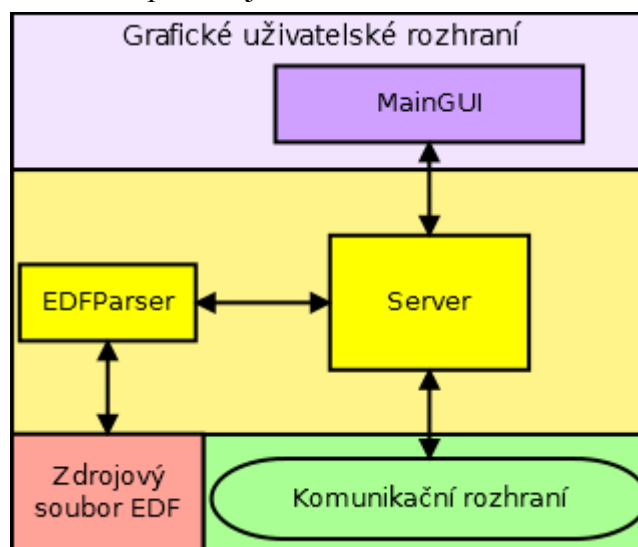 Grafické uživatelské rozhraní
MainGUI
EDFParser
Server
Zdrojový
soubor EDF
Komunikační rozhraní